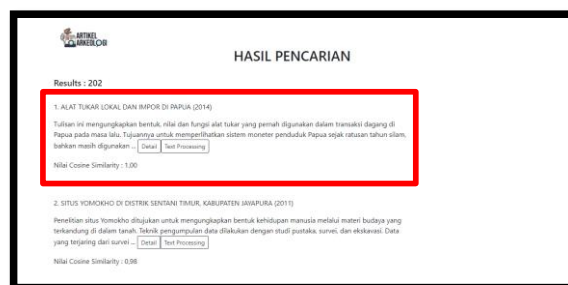 ARTIKEL
ARKEOLOGI
HASIL PENCARIAN
Results : 202
1. ALAT TUKAR LOKAL DAN IMPOR DI PAPUA (2014)
Tulisan ini mengungkapkan bentuk, nilai dan fungsi alat tukar yang pernah digunakan dalam transaksi dagang di
Papua pada masa lalu. Tujuannya untuk memperlihatkan sistem moneter penduduk Papua sejak ratusan tahun silam,
bahkan masih digunakan ... Detail Text Processing
Nilai Cosine Similarity : 1,00
2. SITUS YOMOKHO DI DISTRIK SENTANI TIMUR, KABUPATEN JAYAPURA (2011)
Penelitian situs Yomokho ditujukan untuk mengungkapkan bentuk kehidupan manusia melalui materi budaya yang
terkandung di dalam tanah. Teknik pengumpulan data dilakukan dengan studi pustaka, survei, dan ekskavasi. Data
yang terjaring dari survei ... Detail Text Processing
Nilai Cosine Similarity : 0,98